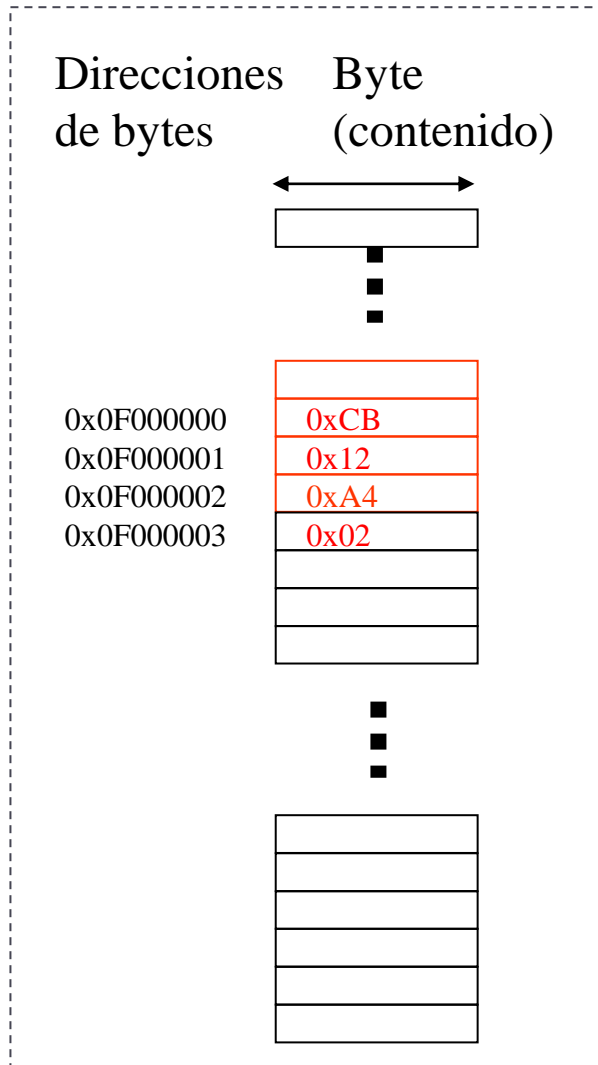 Direcciones Byte
de bytes (contenido)
0x0F000000 0xCB
0x0F000001 0x12
0x0F000002 0xA4
0x0F000003 0x02